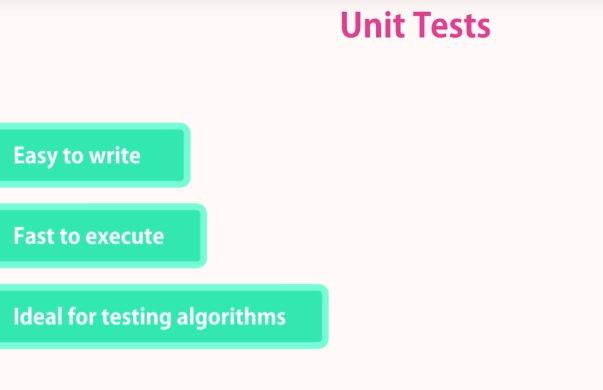 Unit Tests
Easy to write
Fast to execute
Ideal for testing algorithms